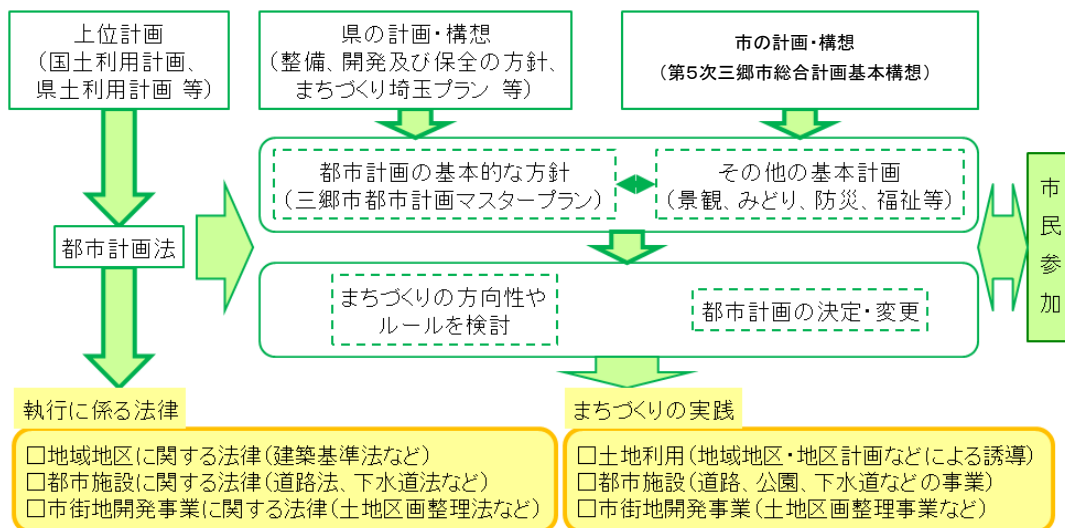 上位計画
(国土利用計画、
県土利用計画 等)
県の計画・構想
(整備、開発及び保全の方針、
まちづくり埼玉プラン 等)
市の計画・構想
(第5次三郷市総合計画基本構想)
都市計画の基本的な方針
(三郷市都市計画マスタープラン)
その他の基本計画
(景観、みどり、防災、福祉等)
市民参加
都市計画法
まちづくりの方向性や
ルールを検討
都市計画の決定・変更
執行に係る法律
□地域地区に関する法律(建築基準法など)
□都市施設に関する法律(道路法、下水道法など)
□市街地開発事業に関する法律(土地区画整理法など)
まちづくりの実践
□土地利用(地域地区・地区計画などによる誘導)
□都市施設(道路、公園、下水道などの事業)
□市街地開発事業(土地区画整理事業など)